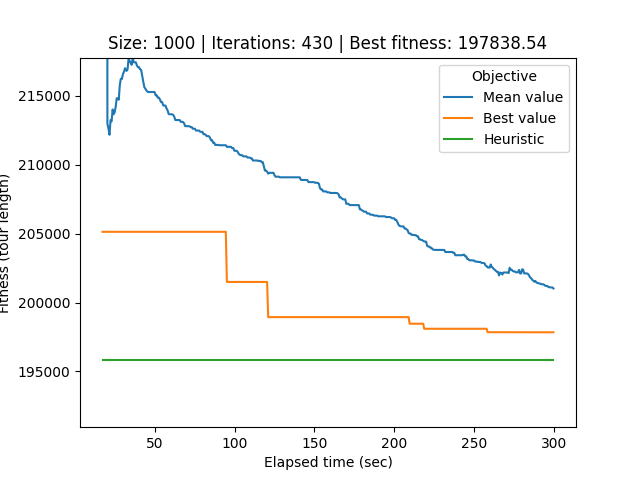 Size: 1000 | Iterations: 430 | Best fitness: 197838.54
Objective
Mean value
Best value
Heuristic
Fitness (tour length)
215000
210000
205000
200000
195000
50
100
150
200
250
300
Elapsed time (sec)